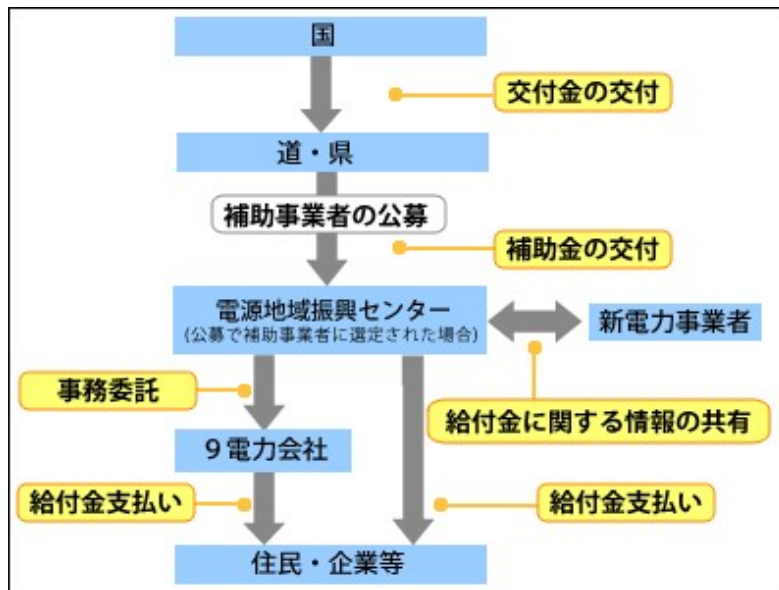 国
交付金の交付
道・県
補助事業者の公募
補助金の交付
電源地域振興センター
(公募で補助事業者に選定された場合)
新電力事業者
事務委託
給付金に関する情報の共有
９電力会社
給付金支払い
給付金支払い
住民・企業等